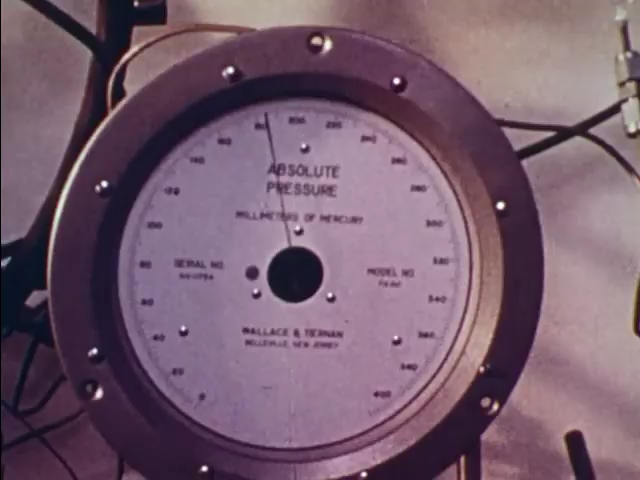 180 200 220
160 240
140 260
120 280
100 300
80 320
60 340
40 360
20
0 400
ABSOLUTE
PRESSURE
MILLIMETERS OF MERCURY
SERIAL NO.
MODEL NO.
WALLACE & TIERNAN
BELLEVILLE, NEW JERSEY